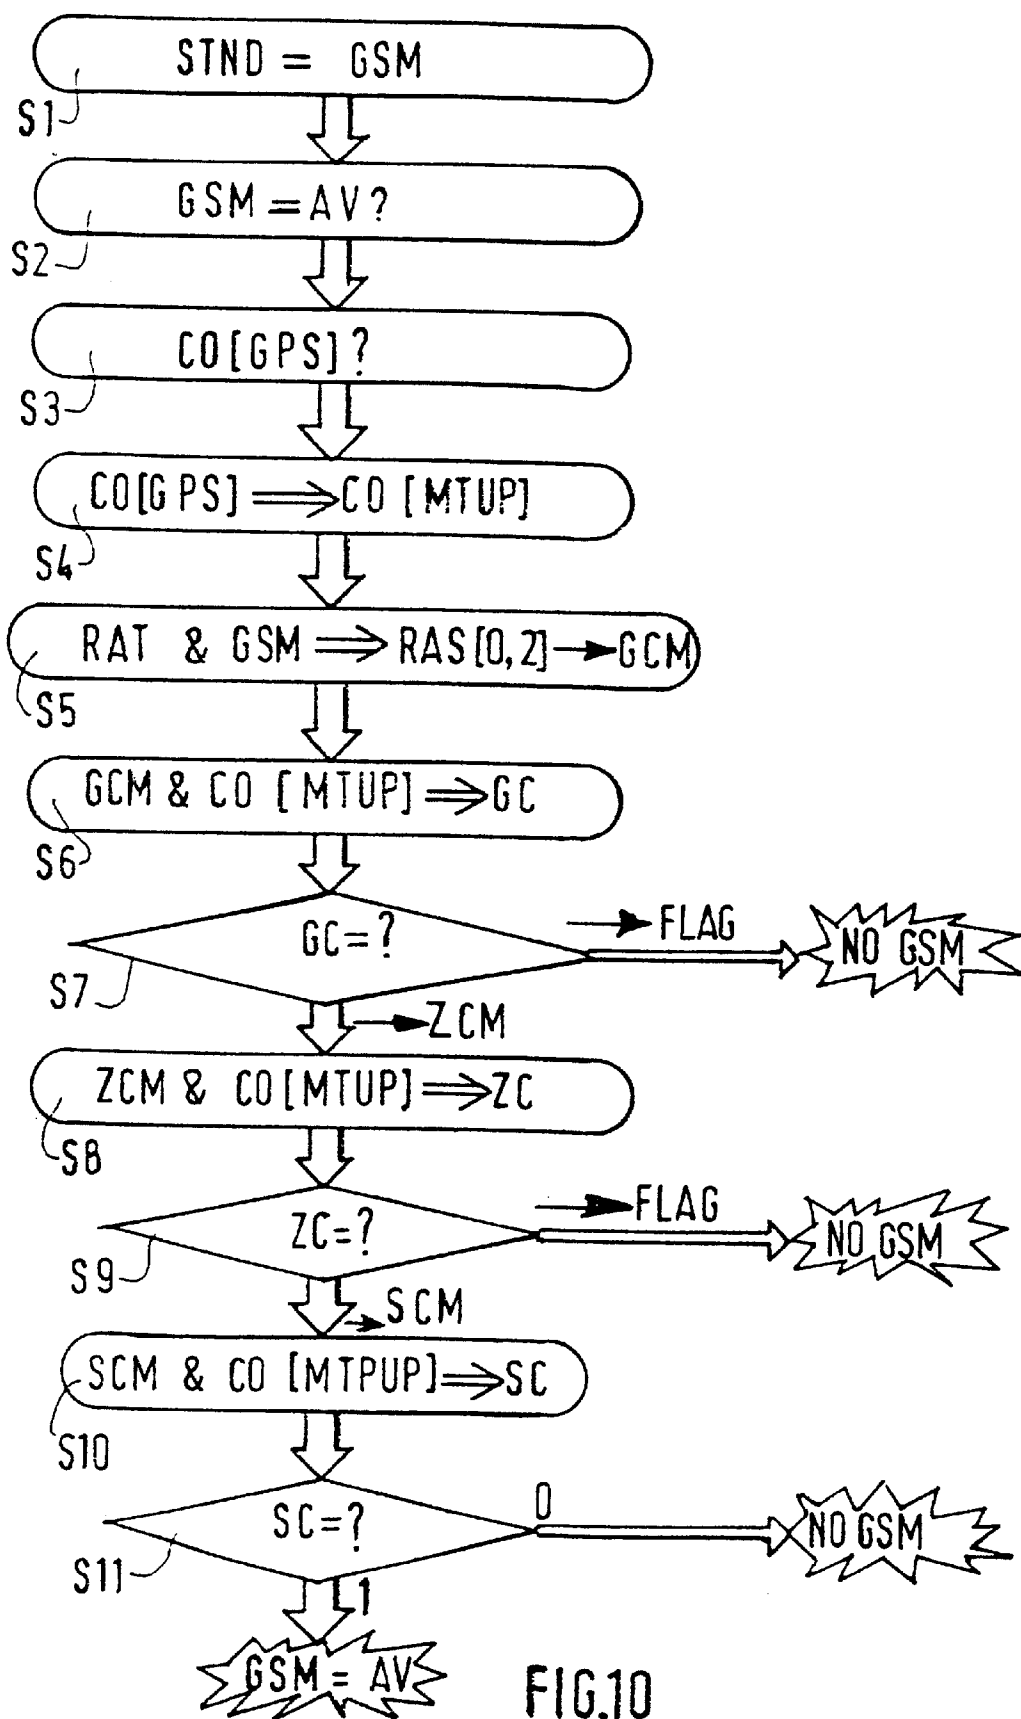 STND = GSM
S1
GSM = AV?
S2
CO[GPS]?
S3
CO[GPS] ⟹ CO [MTUP]
S4
RAT & GSM ⟹ RAS[0,2] → GCM
S5
GCM & CO [MTUP] ⟹ GC
S6
GC=?
→ FLAG
NO GSM
S7
→ ZCM
ZCM & CO[MTUP] ⟹ ZC
S8
ZC=?
→ FLAG
NO GSM
S9
→ SCM
SCM & CO [MTPUP] ⟹ SC
S10
SC=?
0
NO GSM
S11
1
GSM = AV
FIG.10